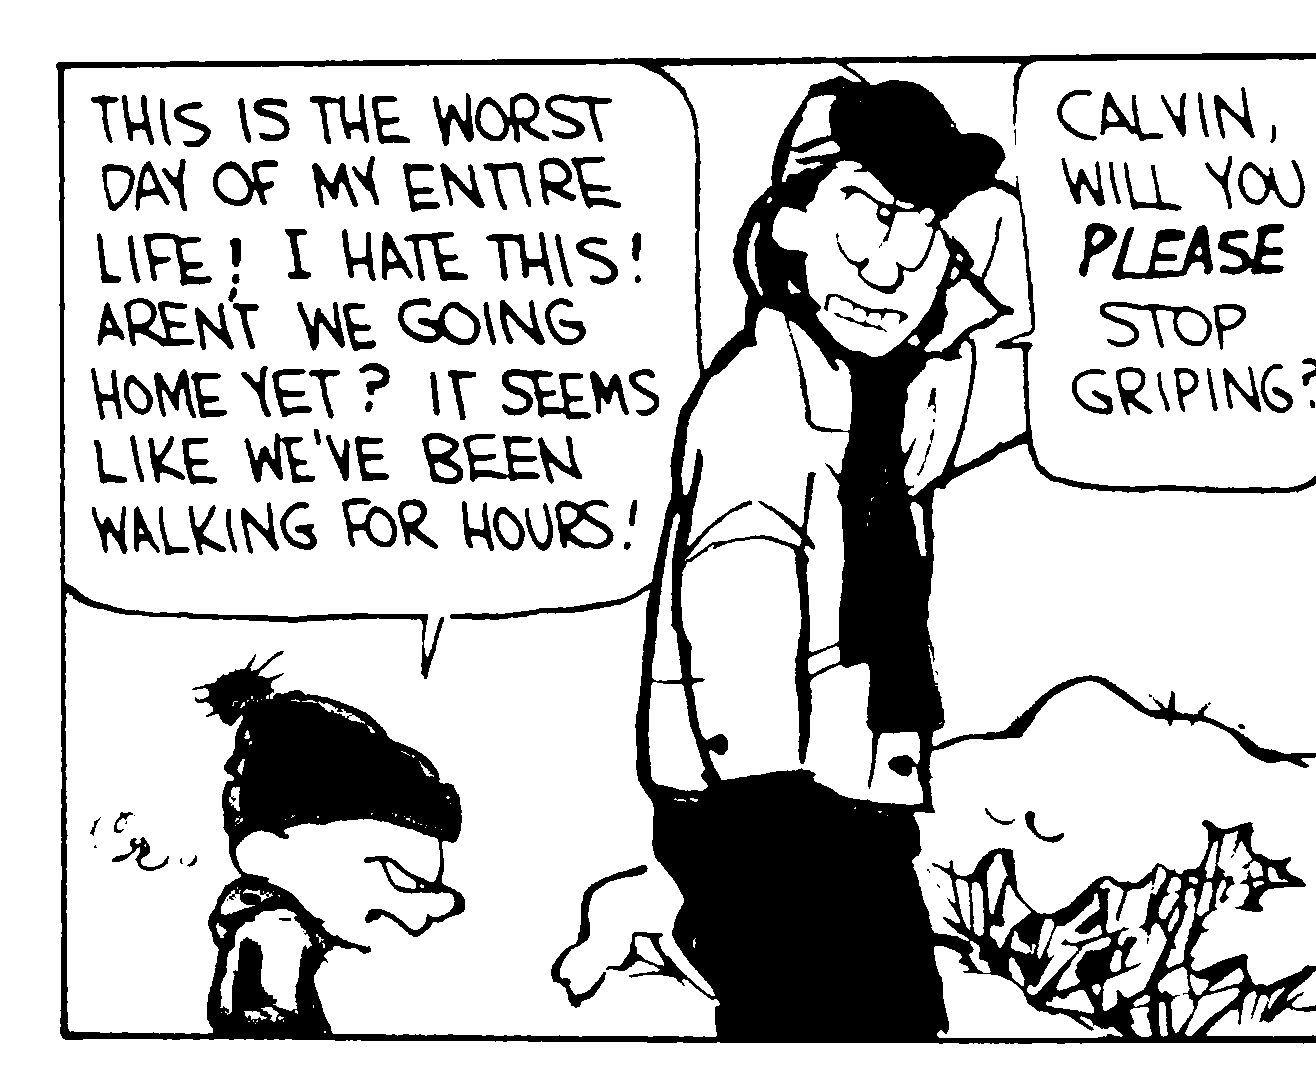 THIS IS THE WORST
DAY OF MY ENTIRE
LIFE! I HATE THIS!
AREN'T WE GOING
HOME YET? IT SEEMS
LIKE WE'VE BEEN
WALKING FOR HOURS!
CALVIN,
WILL YOU
PLEASE
STOP
GRIPING?